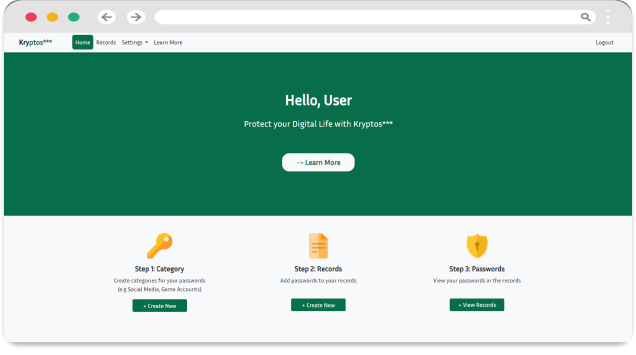 Kryptos*** Home Records Settings Learn More Logout
Hello, User
Protect your Digital Life with Kryptos***
→ Learn More
Step 1: Category
Create categories for your passwords
(e.g Social Media, Game Accounts)
+ Create New
Step 2: Records
Add passwords to your records
+ Create New
Step 3: Passwords
View your passwords in the records
+ View Records